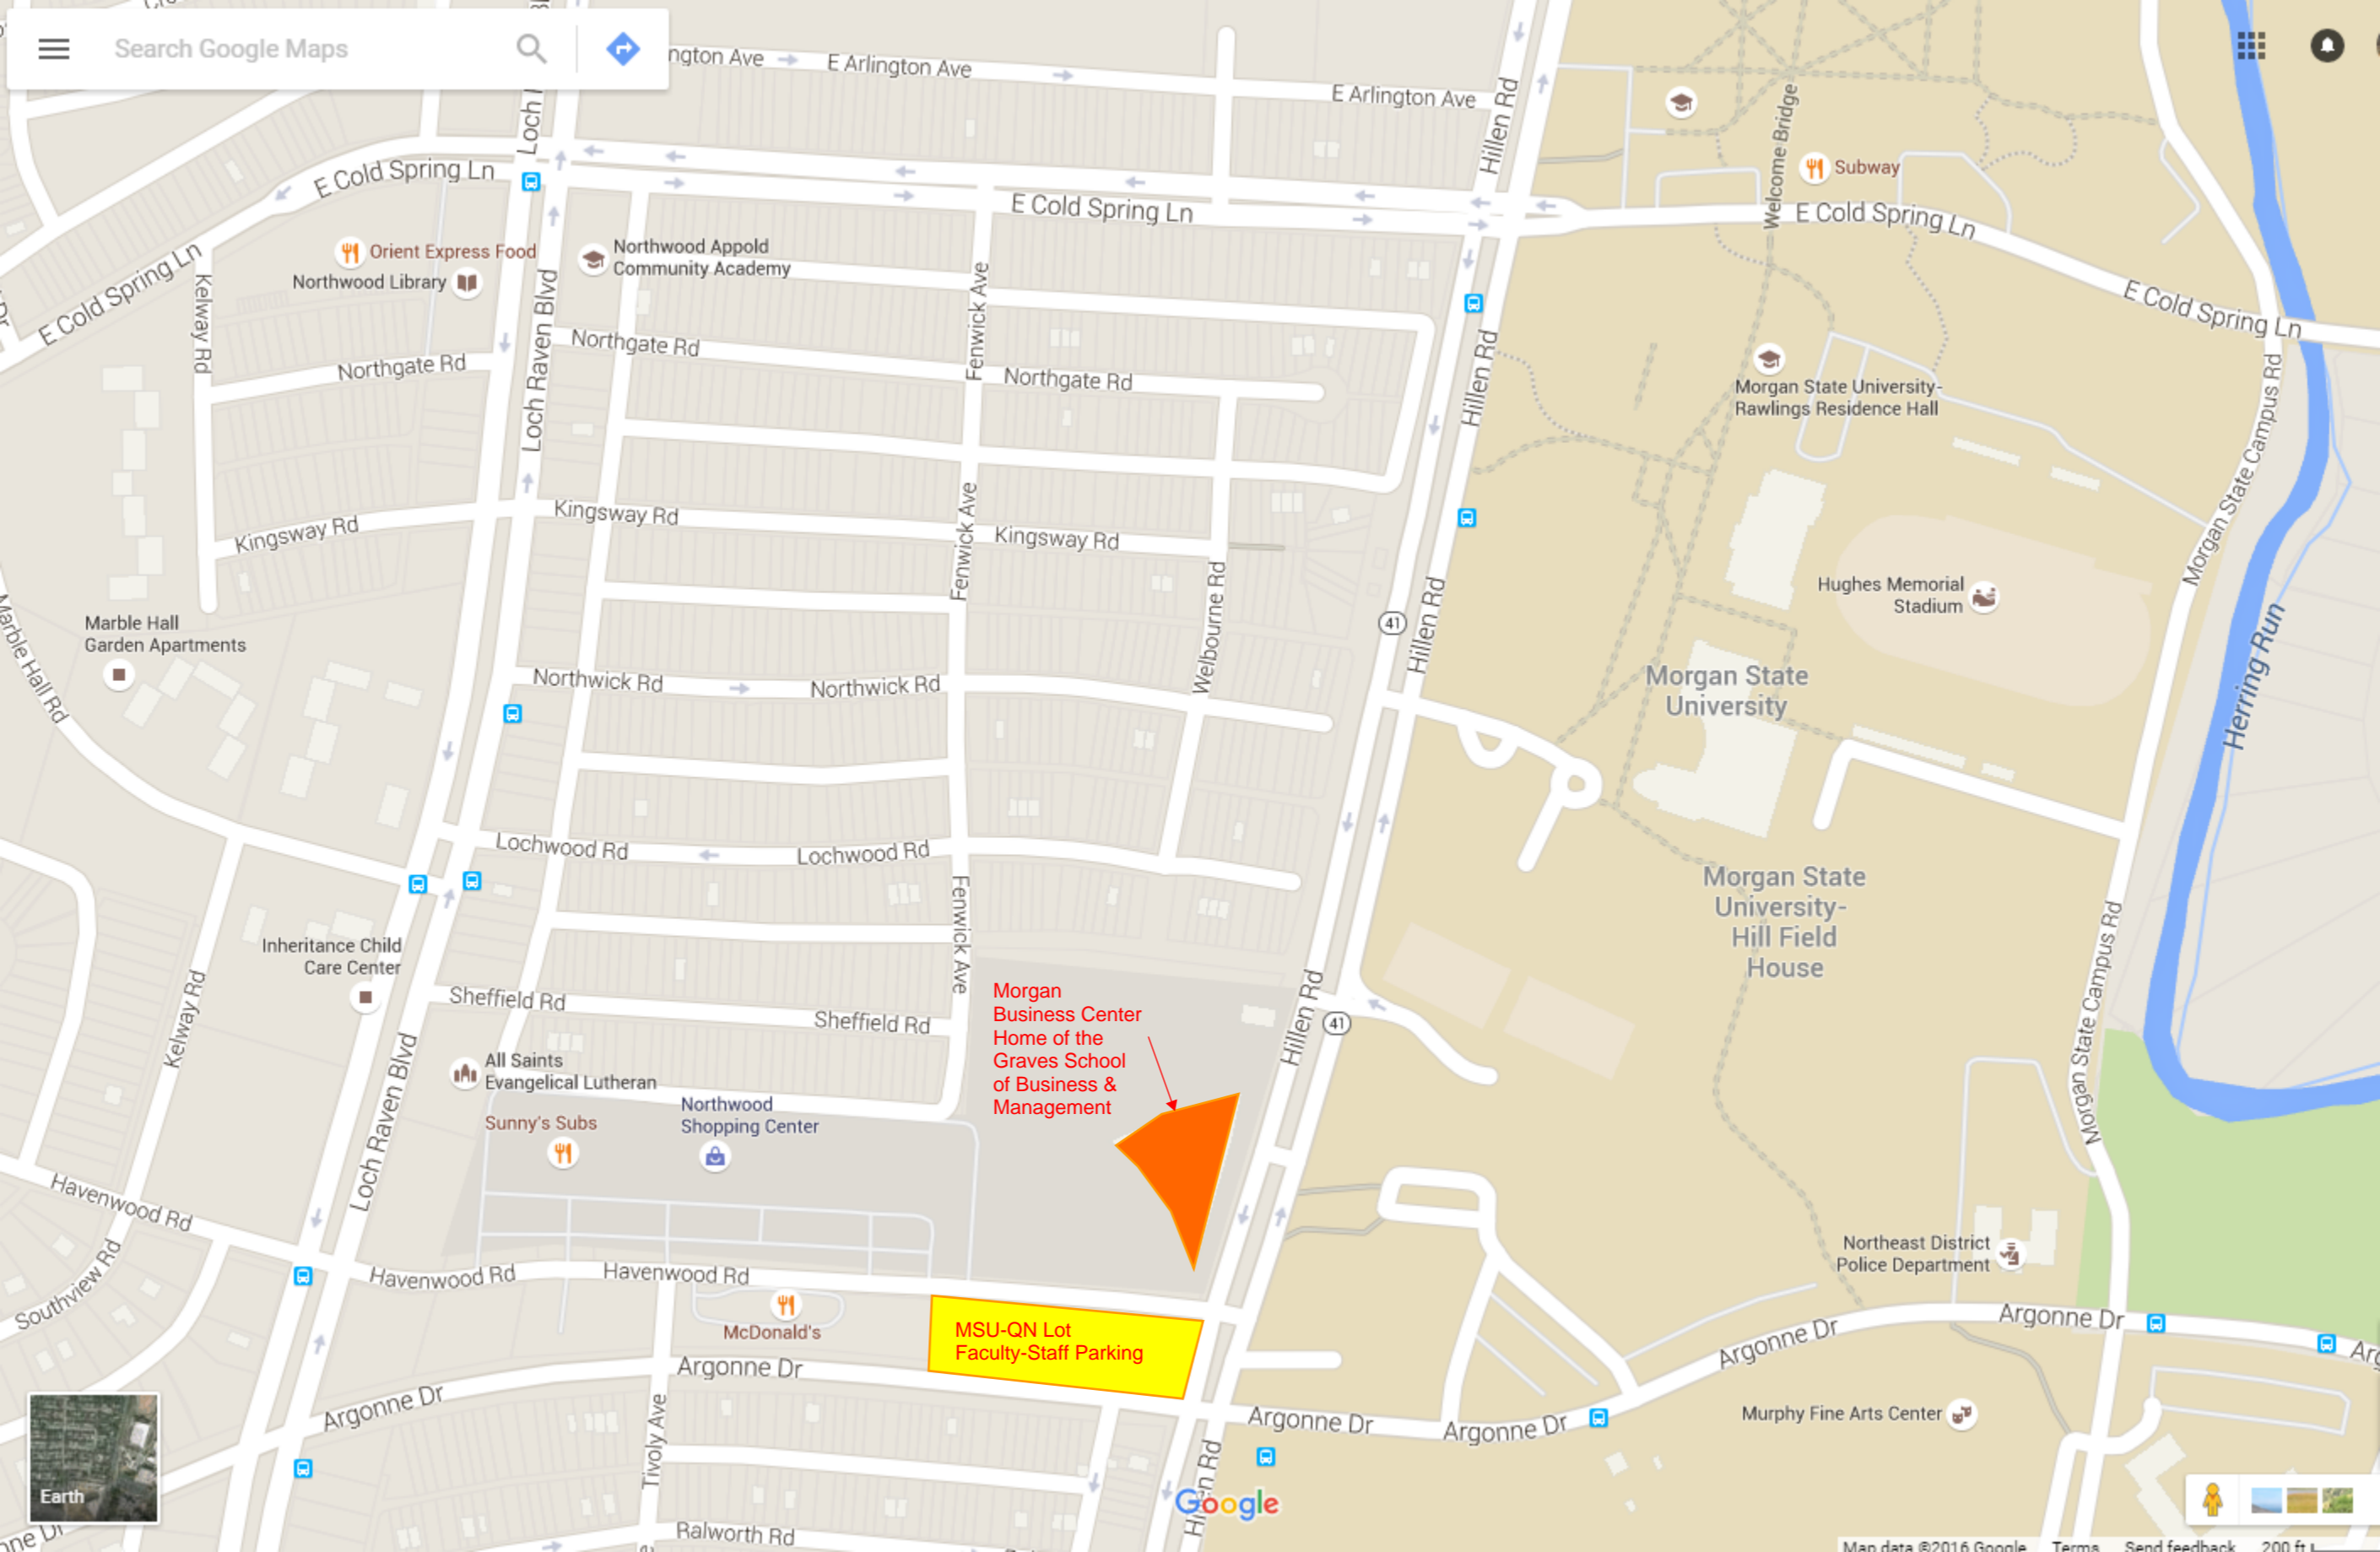 Search Google Maps
ngton Ave
E Arlington Ave
E Arlington Ave
Hillen Rd
Welcome Bridge
Subway
E Cold Spring Ln
E Cold Spring Ln
E Cold Spring Ln
E Cold Spring Ln
E Cold Spring Ln
Orient Express Food
Northwood Library
Northwood Appold
Community Academy
Kelway Rd
Loch Raven Blvd
Fenwick Ave
Hillen Rd
Northgate Rd
Northgate Rd
Northgate Rd
Morgan State University-
Rawlings Residence Hall
Morgan State Campus Rd
Kingsway Rd
Kingsway Rd
Kingsway Rd
Fenwick Ave
Welbourne Rd
Hughes Memorial
Stadium
41
Hillen Rd
Herring Run
Marble Hall
Garden Apartments
Marble Hall Rd
Northwick Rd
Northwick Rd
Morgan State
University
Lochwood Rd
Lochwood Rd
Fenwick Ave
Morgan State
University-
Hill Field
House
Morgan State Campus Rd
Inheritance Child
Care Center
Kelway Rd
Sheffield Rd
Sheffield Rd
Morgan
Business Center
Home of the
Graves School
of Business &
Management
Hillen Rd
41
Loch Raven Blvd
All Saints
Evangelical Lutheran
Sunny's Subs
Northwood
Shopping Center
Havenwood Rd
Havenwood Rd
Havenwood Rd
Southview Rd
Northeast District
Police Department
McDonald's
MSU-QN Lot
Faculty-Staff Parking
Argonne Dr
Argonne Dr
Argonne Dr
Argonne Dr
Argonne Dr
Argonne Dr
Tivoly Ave
Murphy Fine Arts Center
Earth
Google
Ralworth Rd
Map data ©2016 Google
Terms
Send feedback
200 ft